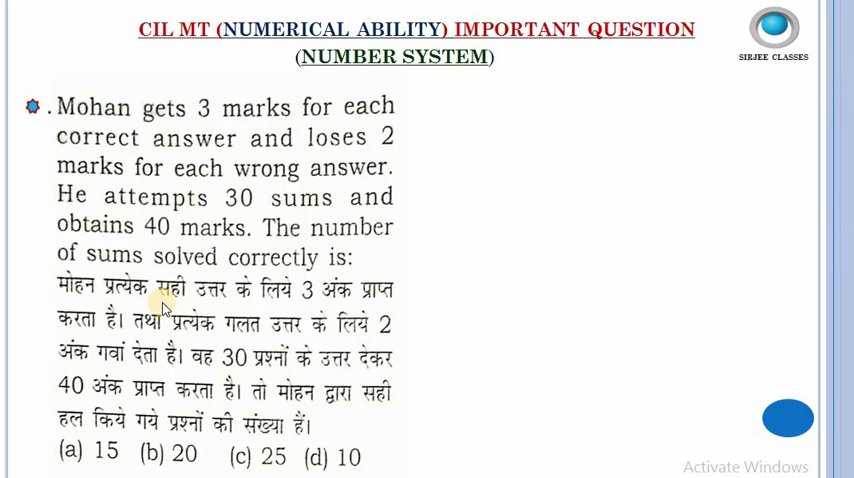 CIL MT (NUMERICAL ABILITY) IMPORTANT QUESTION
(NUMBER SYSTEM)
SIRJEE CLASSES
. Mohan gets 3 marks for each
correct answer and loses 2
marks for each wrong answer.
He attempts 30 sums and
obtains 40 marks. The number
of sums solved correctly is:
मोहन प्रत्येक सही उत्तर के लिये 3 अंक प्राप्त
करता है। तथा प्रत्येक गलत उत्तर के लिये 2
अंक गवां देता है। वह 30 प्रश्नों के उत्तर देकर
40 अंक प्राप्त करता है। तो मोहन द्वारा सही
हल किये गये प्रश्नों की संख्या हैं।
(a) 15 (b) 20 (c) 25 (d) 10
Activate Windows